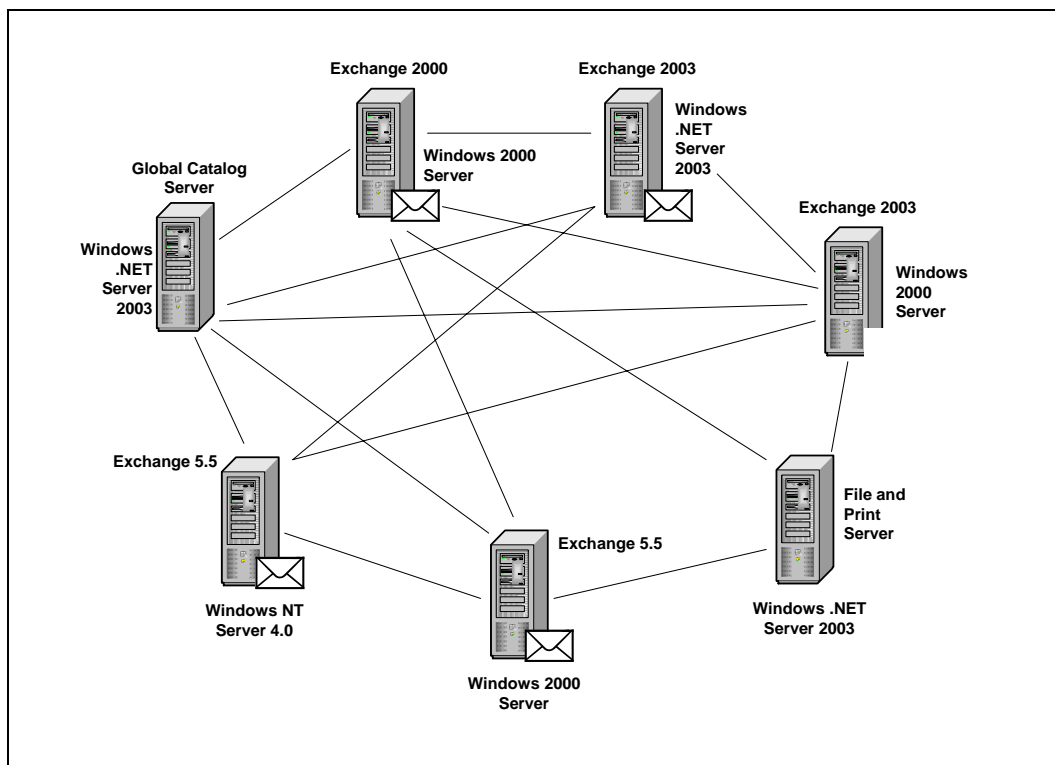 Exchange 2000
Exchange 2003
Windows
.NET
Server
2003
Windows 2000
Server
Global Catalog
Server
Windows
.NET
Server
2003
Exchange 2003
Windows
2000
Server
Exchange 5.5
Windows NT
Server 4.0
Exchange 5.5
Windows 2000
Server
File and
Print
Server
Windows .NET
Server 2003